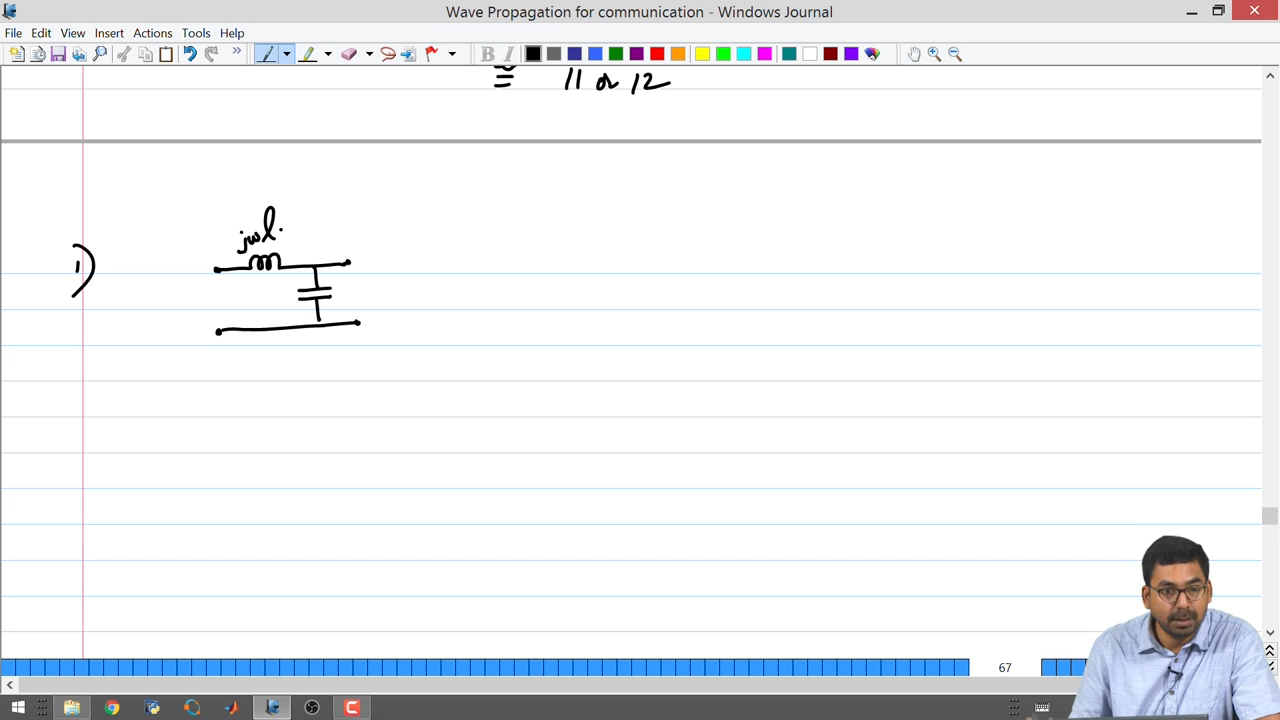 Wave Propagation for communication - Windows Journal
File Edit View Insert Actions Tools Help
B I
≅ 11 or 12
1)
jωl.
67